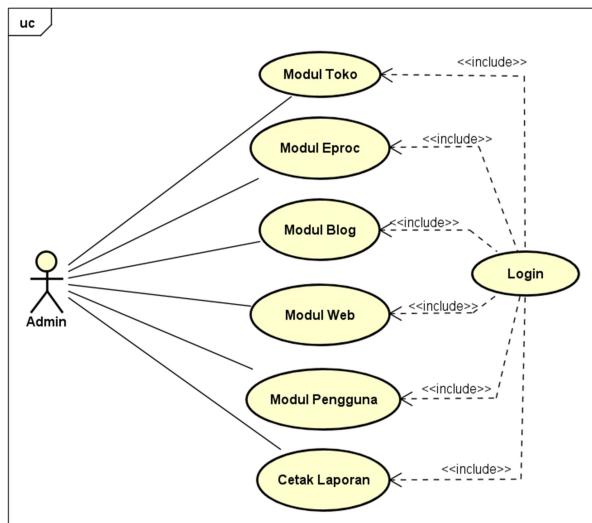 uc
Modul Toko
<<include>>
Modul Eproc
<<include>>
Modul Blog
<<include>>
Login
Admin
Modul Web
<<include>>
Modul Pengguna
<<include>>
Cetak Laporan
<<include>>